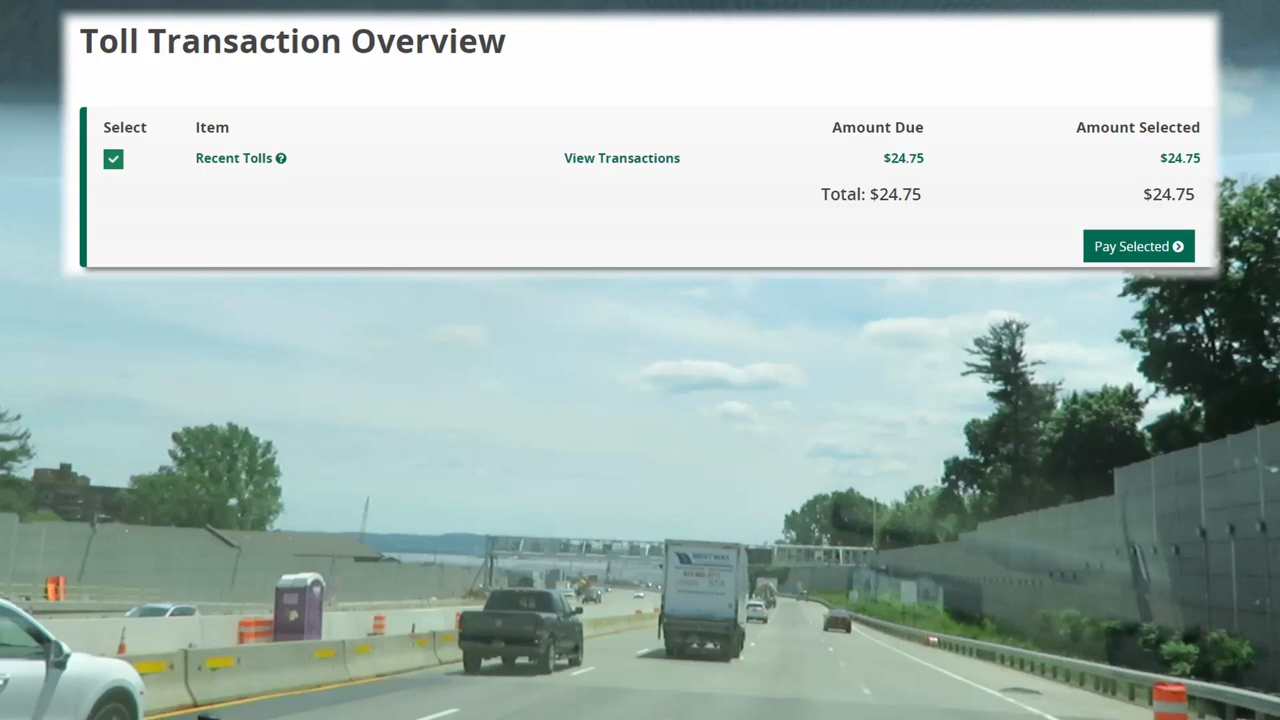 Toll Transaction Overview
Select Item Amount Due Amount Selected
Recent Tolls View Transactions $24.75 $24.75
Total: $24.75 $24.75
Pay Selected